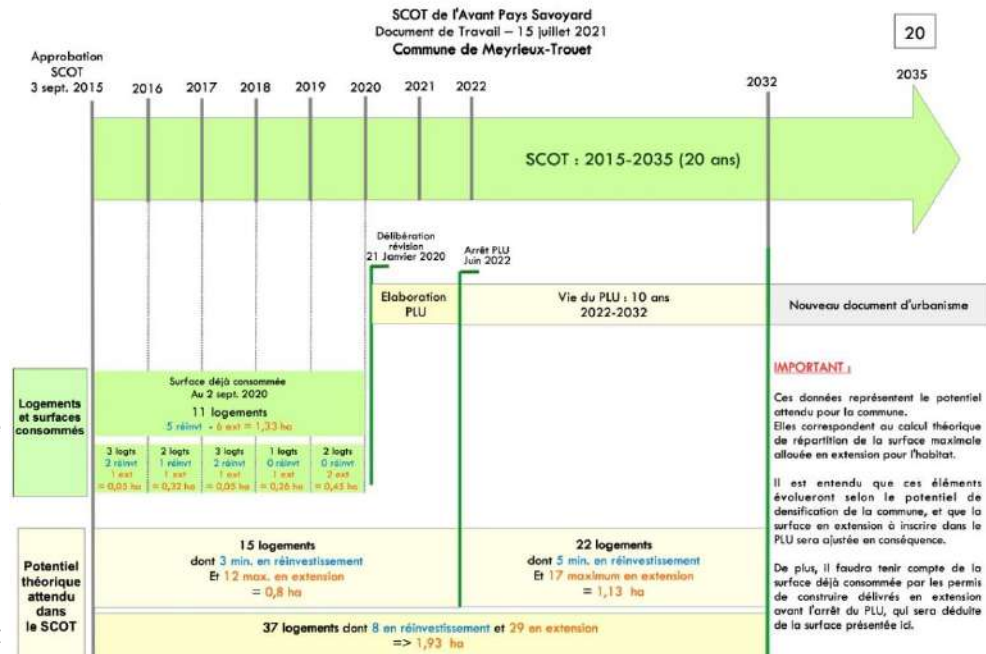 SCOT de l'Avant Pays Savoyard
Document de Travail – 15 juillet 2021
Commune de Meyrieux-Trouet
20
Approbation
SCOT
3 sept. 2015
2016
2017
2018
2019
2020
2021
2022
2032
2035
SCOT : 2015-2035 (20 ans)
Délibération
révision
21 Janvier 2020
Arrêt PLU
Juin 2022
Elaboration
PLU
Vie du PLU : 10 ans
2022-2032
Nouveau document d'urbanisme
Logements
et surfaces
consommés
Surface déjà consommée
Au 2 sept. 2020
11 logements
5 réinvt - 6 ext = 1,33 ha
3 logts
2 réinvt
1 ext
= 0,05 ha
2 logts
1 réinvt
1 ext
= 0,32 ha
3 logts
2 réinvt
1 ext
= 0,05 ha
1 logts
0 réinvt
1 ext
= 0,26 ha
2 logts
0 réinvt
2 ext
= 0,45 ha
IMPORTANT :
Ces données représentent le potentiel
attendu pour la commune.
Elles correspondent au calcul théorique
de répartition de la surface maximale
allouée en extension pour l'habitat.
Il est entendu que ces éléments
évolueront selon le potentiel de
densification de la commune, et que la
surface en extension à inscrire dans le
PLU sera ajustée en conséquence.
De plus, il faudra tenir compte de la
surface déjà consommée par les permis
de construire délivrés en extension
avant l'arrêt du PLU, qui sera déduite
de la surface présentée ici.
Potentiel
théorique
attendu
dans
le SCOT
15 logements
dont 3 min. en réinvestissement
Et 12 max. en extension
= 0,8 ha
22 logements
dont 5 min. en réinvestissement
Et 17 maximum en extension
= 1,13 ha
37 logements dont 8 en réinvestissement et 29 en extension
=> 1,93 ha